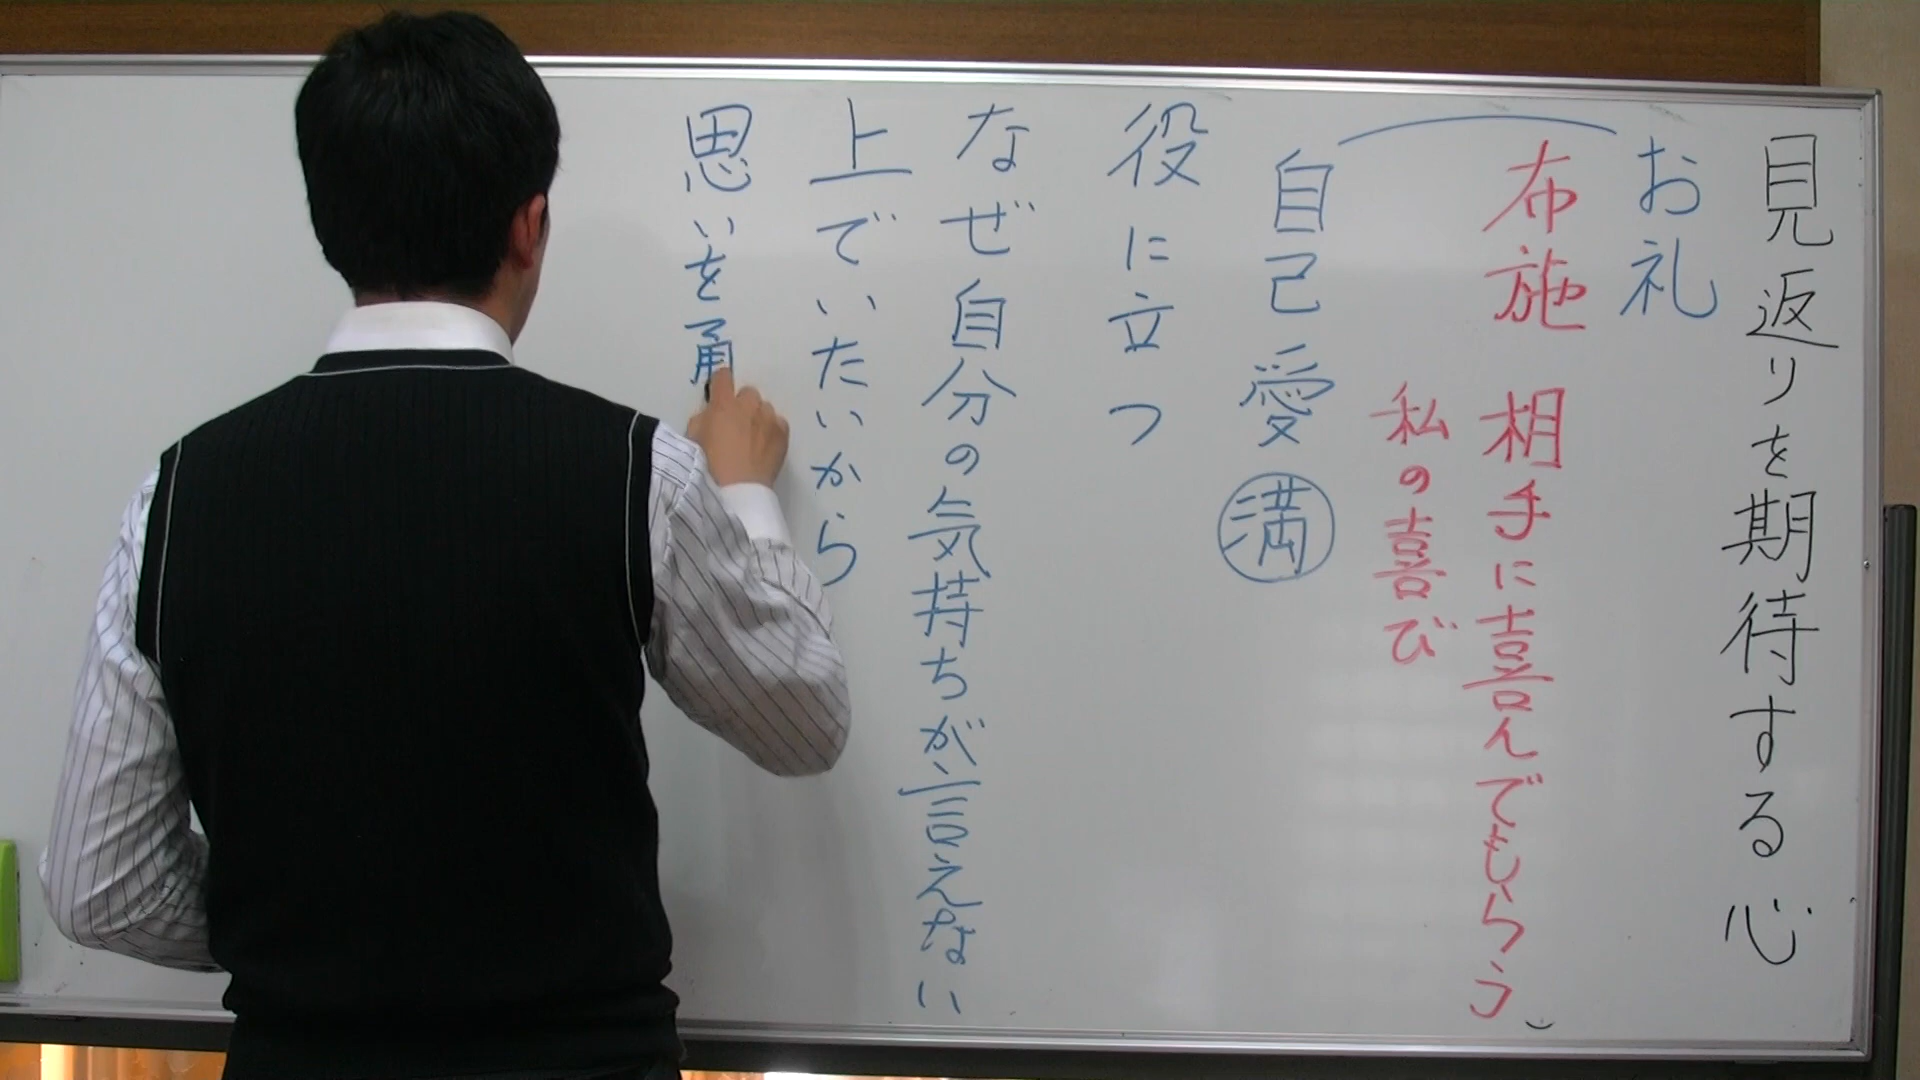 見返りを期待する心
お礼
布施 相手に喜んでもらう
私の喜び
自己愛 満
役に立つ
なぜ自分の気持ちが言えない
上でいたいから
思いを